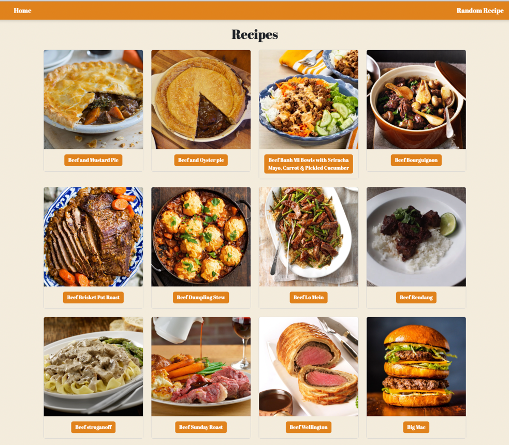 Home
Random Recipe
Recipes
Beef and Mustard Pie
Beef and Oyster pie
Beef Banh Mi Bowls with Sriracha
Mayo, Carrot & Pickled Cucumber
Beef Bourguignon
Beef Brisket Pot Roast
Beef Dumpling Stew
Beef Lo Mein
Beef Rendang
Beef stroganoff
Beef Sunday Roast
Beef Wellington
Big Mac